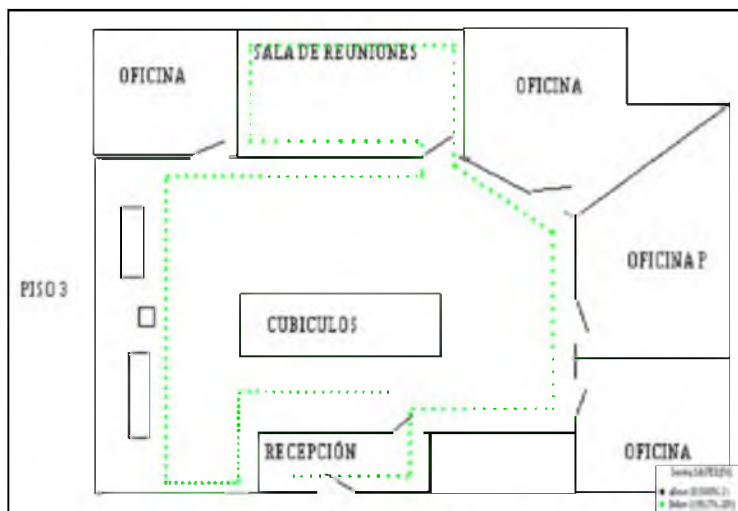 SALA DE REUNIONES
OFICINA
OFICINA
OFICINA P
PISO 3
CUBICULOS
RECEPCIÓN
OFICINA